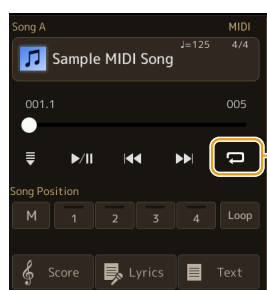 Song A MIDI
Sample MIDI Song ♩=125 4/4
001.1 005
Song Position
M 1 2 3 4 Loop
Score Lyrics Text